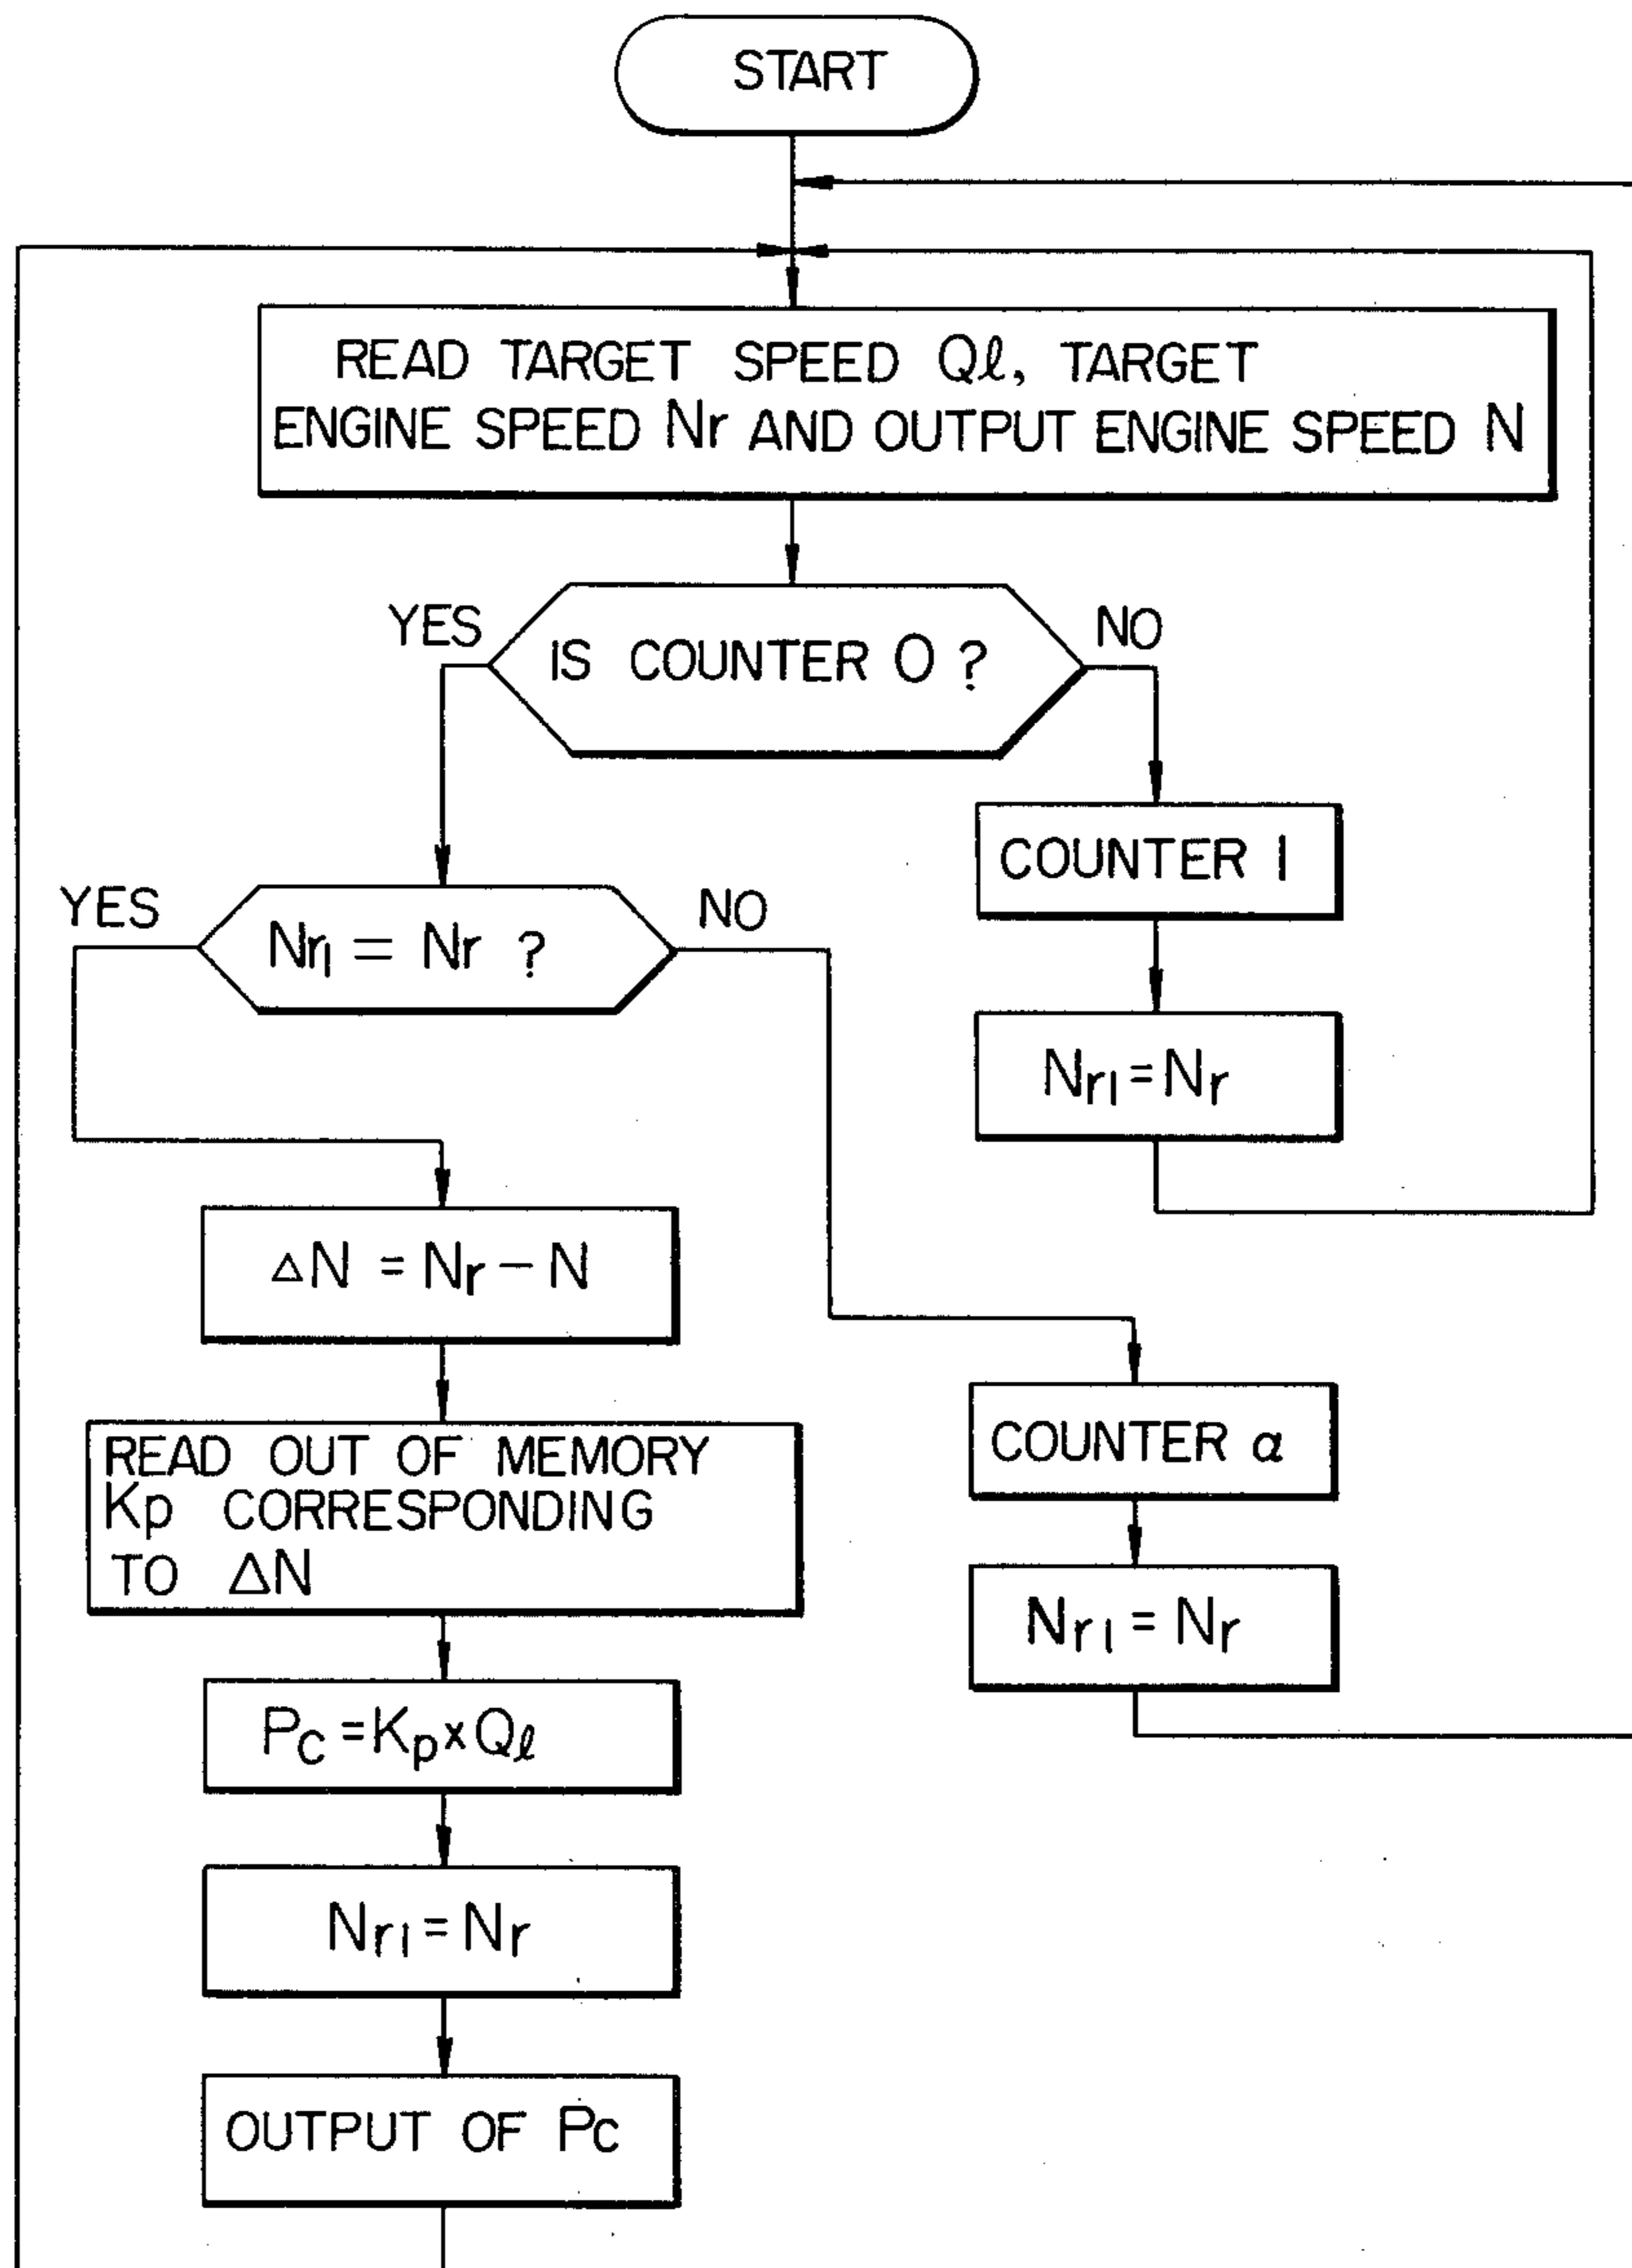 START
READ TARGET SPEED Qℓ, TARGET
ENGINE SPEED Nr AND OUTPUT ENGINE SPEED N
YES
IS COUNTER 0 ?
NO
COUNTER 1
Nr1 = Nr
YES
Nr1 = Nr ?
NO
ΔN = Nr - N
READ OUT OF MEMORY
Kp CORRESPONDING
TO ΔN
Pc = Kp x Qℓ
Nr1 = Nr
OUTPUT OF Pc
COUNTER α
Nr1 = Nr